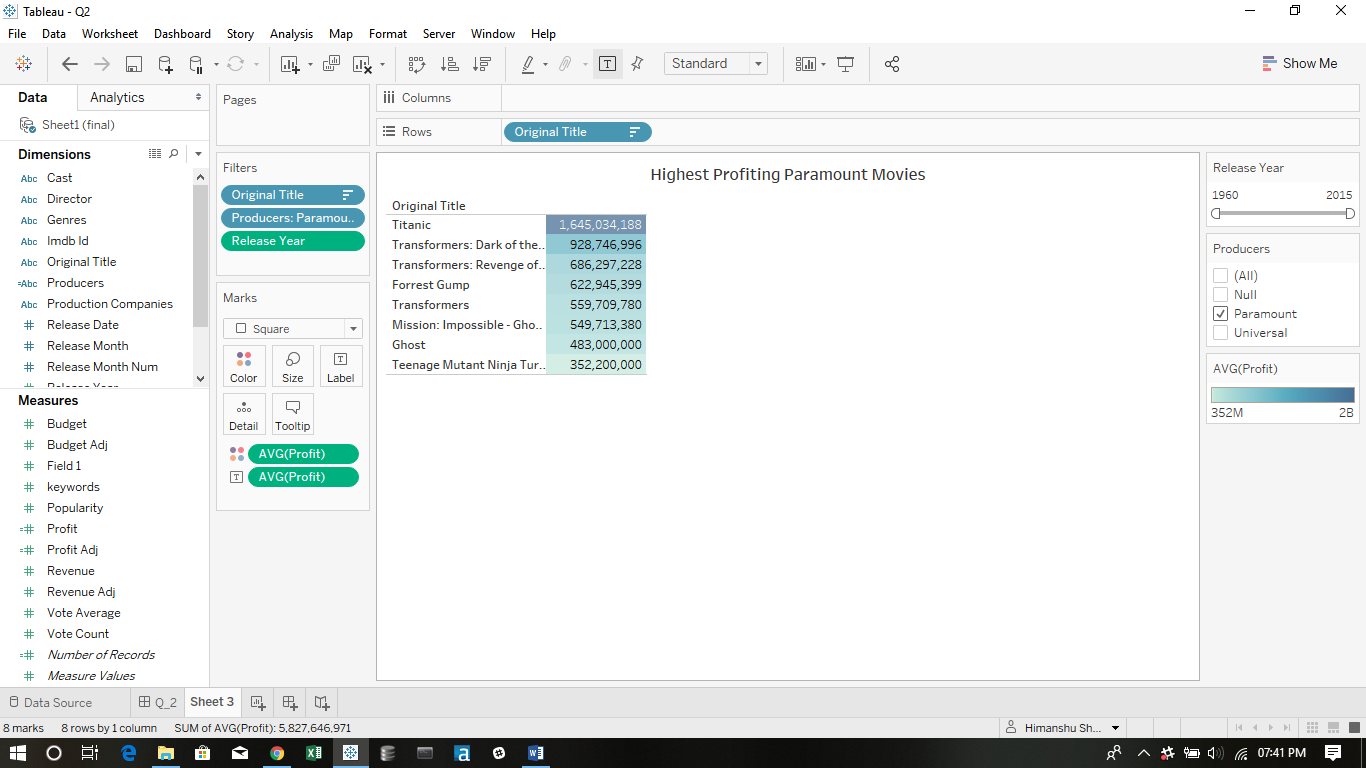 Tableau - Q2
File Data Worksheet Dashboard Story Analysis Map Format Server Window Help
Standard
Show Me
Data Analytics
Sheet1 (final)
Dimensions
Abc Cast
Abc Director
Abc Genres
Abc Imdb Id
Abc Original Title
=Abc Producers
Abc Production Companies
# Release Date
# Release Month
# Release Month Num
# Release Year
Measures
# Budget
# Budget Adj
# Field 1
# keywords
# Popularity
=# Profit
=# Profit Adj
# Revenue
# Revenue Adj
# Vote Average
# Vote Count
=# Number of Records
# Measure Values
Pages
Filters
Original Title
Producers: Paramou..
Release Year
Marks
Square
Color Size Label
Detail Tooltip
AVG(Profit)
AVG(Profit)
Columns
Rows Original Title
Highest Profiting Paramount Movies
Original Title
Titanic 1,645,034,188
Transformers: Dark of the.. 928,746,996
Transformers: Revenge of.. 686,297,228
Forrest Gump 622,945,399
Transformers 559,709,780
Mission: Impossible - Gho.. 549,713,380
Ghost 483,000,000
Teenage Mutant Ninja Tur.. 352,200,000
Release Year
1960 2015
Producers
(All)
Null
Paramount
Universal
AVG(Profit)
352M 2B
Data Source Q_2 Sheet 3
8 marks 8 rows by 1 column SUM of AVG(Profit): 5,827,646,971
Himanshu Sh...
07:41 PM